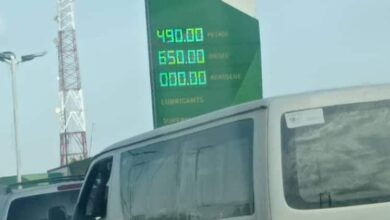 490.00 PETROL
650.00 DIESEL
000.00 KEROSENE
LUBRICANTS